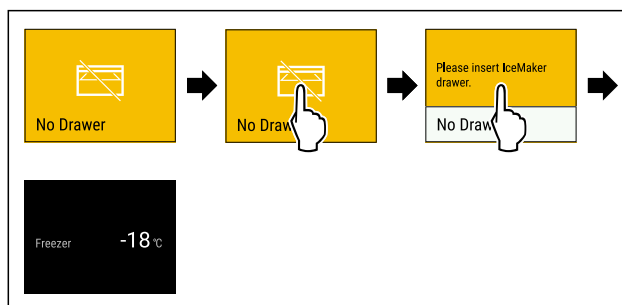 No Drawer
No Draw
Please insert IceMaker
drawer.
No Draw
Freezer -18 °C